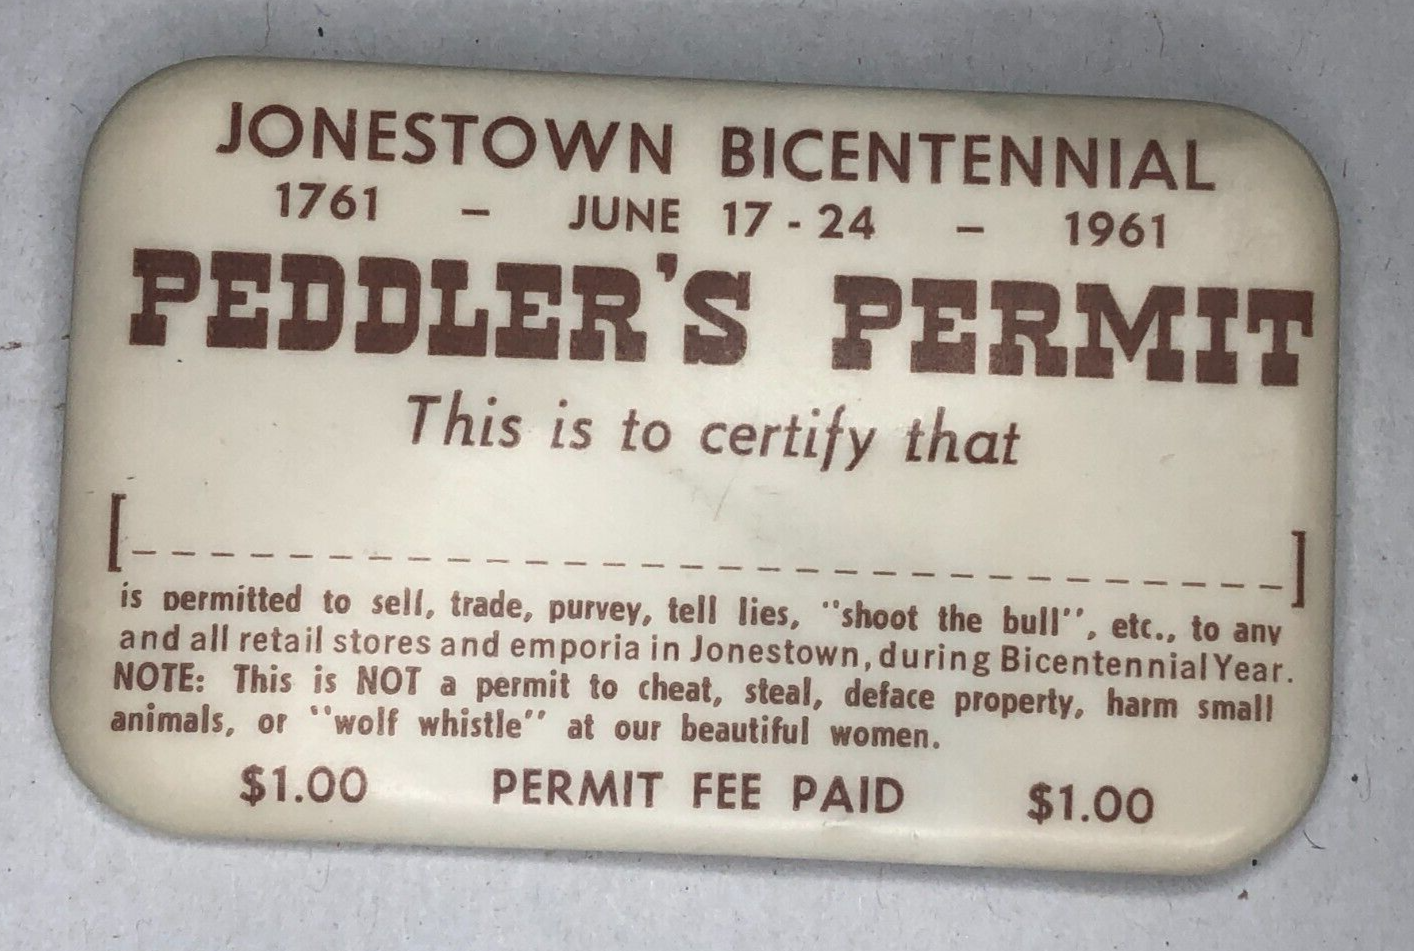 JONESTOWN BICENTENNIAL
1761 - JUNE 17-24 - 1961
PEDDLER'S PERMIT
This is to certify that
[_ _ _ _ _ _ _ _ _ _ _ _ _ _ _ _ _ _ _ _ _ _ _ _ _ _ _ _ _ _]
is permitted to sell, trade, purvey, tell lies, "shoot the bull", etc., to any
and all retail stores and emporia in Jonestown, during Bicentennial Year.
NOTE: This is NOT a permit to cheat, steal, deface property, harm small
animals, or "wolf whistle" at our beautiful women.
$1.00 PERMIT FEE PAID $1.00